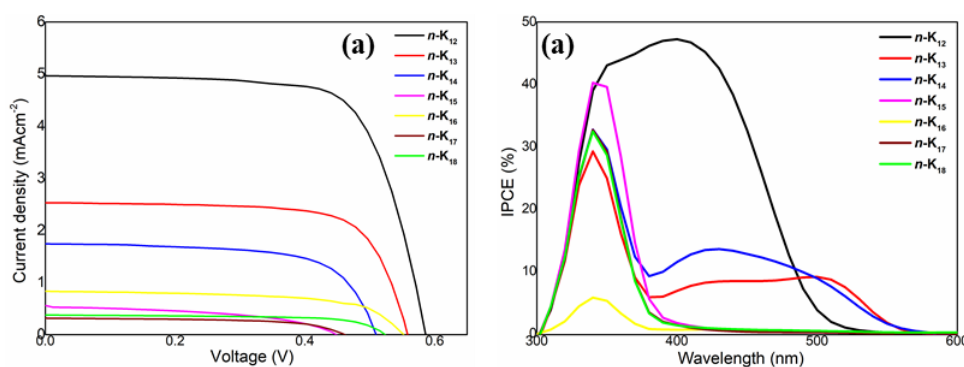 6
5
4
3
2
1
0
0.0
0.2
0.4
0.6
Current density (mAcm⁻²)
Voltage (V)
(a)
n-K₁₂
n-K₁₃
n-K₁₄
n-K₁₅
n-K₁₆
n-K₁₇
n-K₁₈
50
40
30
20
10
0
300
400
500
600
IPCE (%)
Wavelength (nm)
(a)
n-K₁₂
n-K₁₃
n-K₁₄
n-K₁₅
n-K₁₆
n-K₁₇
n-K₁₈